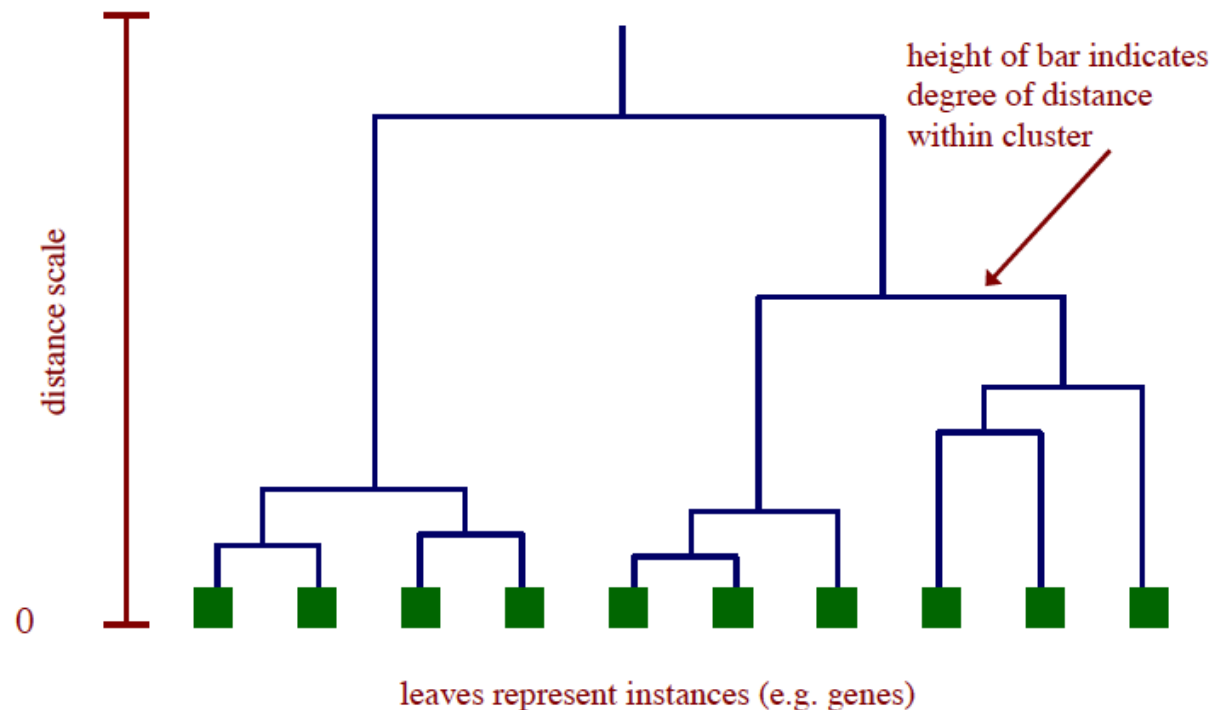 height of bar indicates
degree of distance
within cluster
distance scale
0
leaves represent instances (e.g. genes)